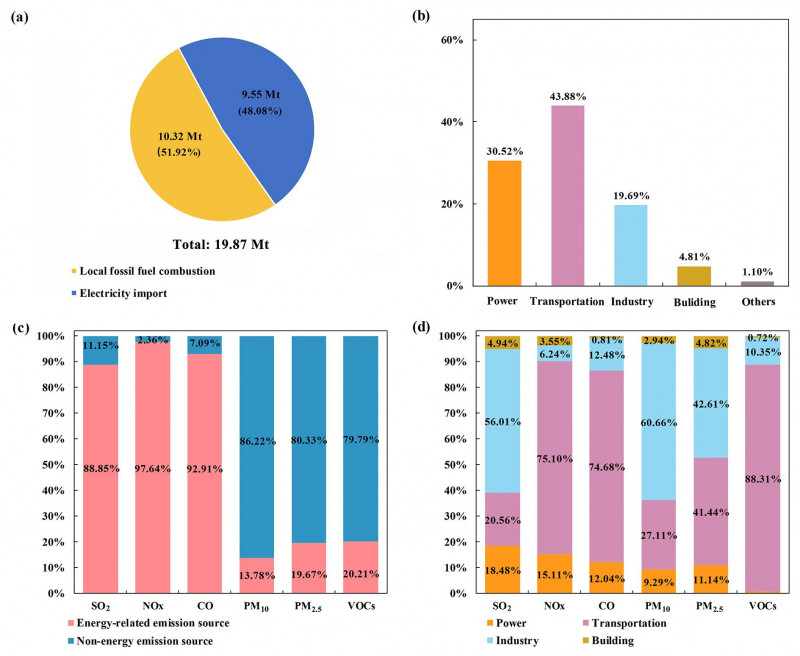 (a)
9.55 Mt
(48.08%)
10.32 Mt
(51.92%)
Total: 19.87 Mt
Local fossil fuel combustion
Electricity import
(b)
60%
40%
20%
0%
30.52%
43.88%
19.69%
4.81%
1.10%
Power
Transportation
Industry
Buliding
Others
(c)
100%
90%
80%
70%
60%
50%
40%
30%
20%
10%
0%
11.15%
2.36%
7.09%
86.22%
80.33%
79.79%
88.85%
97.64%
92.91%
13.78%
19.67%
20.21%
SO2
NOx
CO
PM10
PM2.5
VOCs
Energy-related emission source
Non-energy emission source
(d)
100%
90%
80%
70%
60%
50%
40%
30%
20%
10%
0%
4.94%
3.55%
0.81%
2.94%
4.82%
0.72%
56.01%
6.24%
12.48%
60.66%
42.61%
10.35%
20.56%
75.10%
74.68%
27.11%
41.44%
88.31%
18.48%
15.11%
12.04%
9.29%
11.14%
SO2
NOx
CO
PM10
PM2.5
VOCs
Power
Transportation
Industry
Building